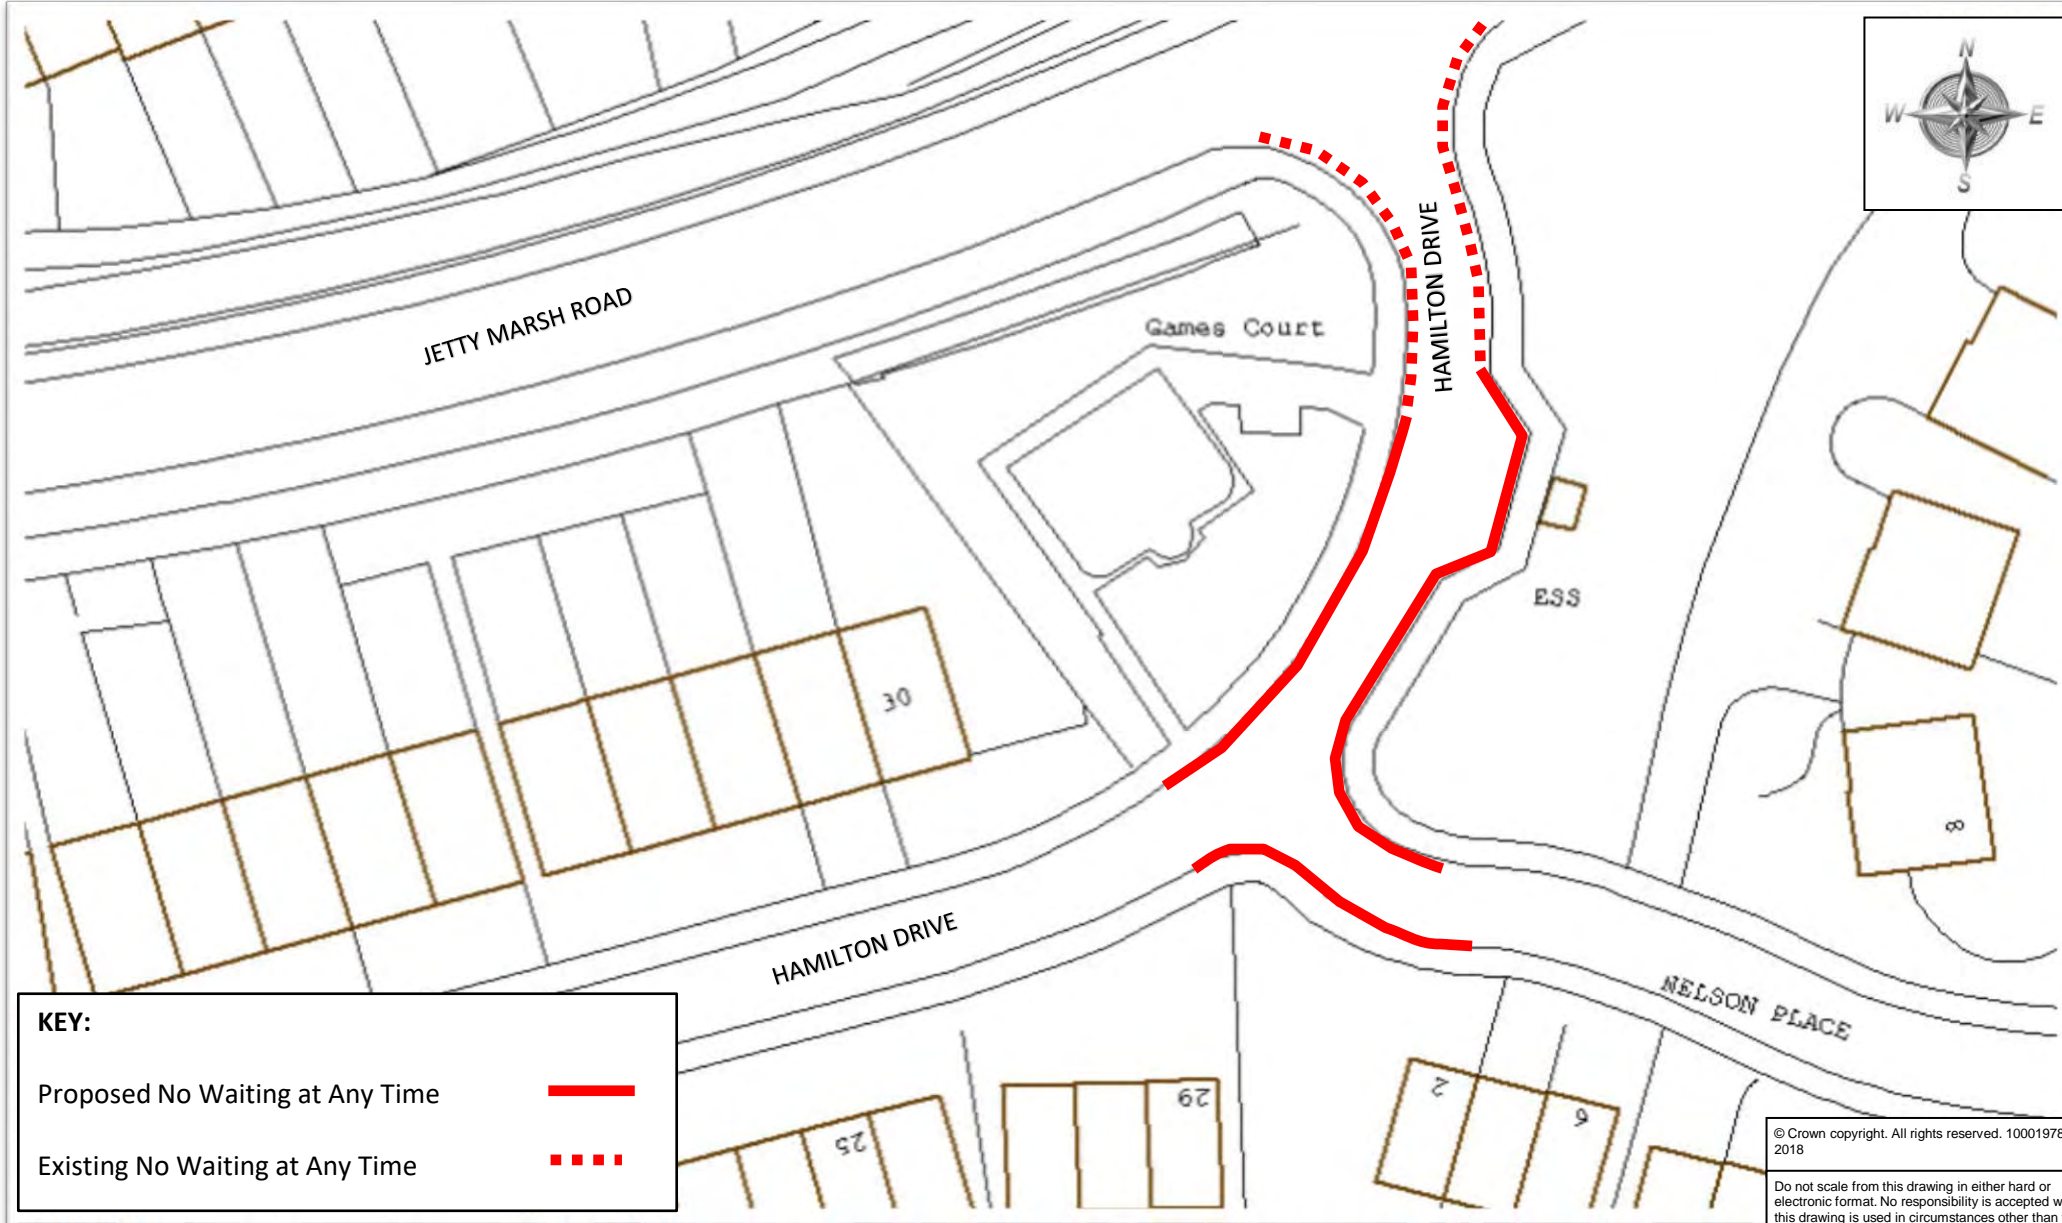 N
W E
S
HAMILTON DRIVE
JETTY MARSH ROAD
Games Court
ESS
30
8
HAMILTON DRIVE
NELSON PLACE
KEY:
Proposed No Waiting at Any Time
Existing No Waiting at Any Time
25
29
2
6
© Crown copyright. All rights reserved. 10001978
2018
Do not scale from this drawing in either hard or
electronic format. No responsibility is accepted w
this drawing is used in circumstances other than